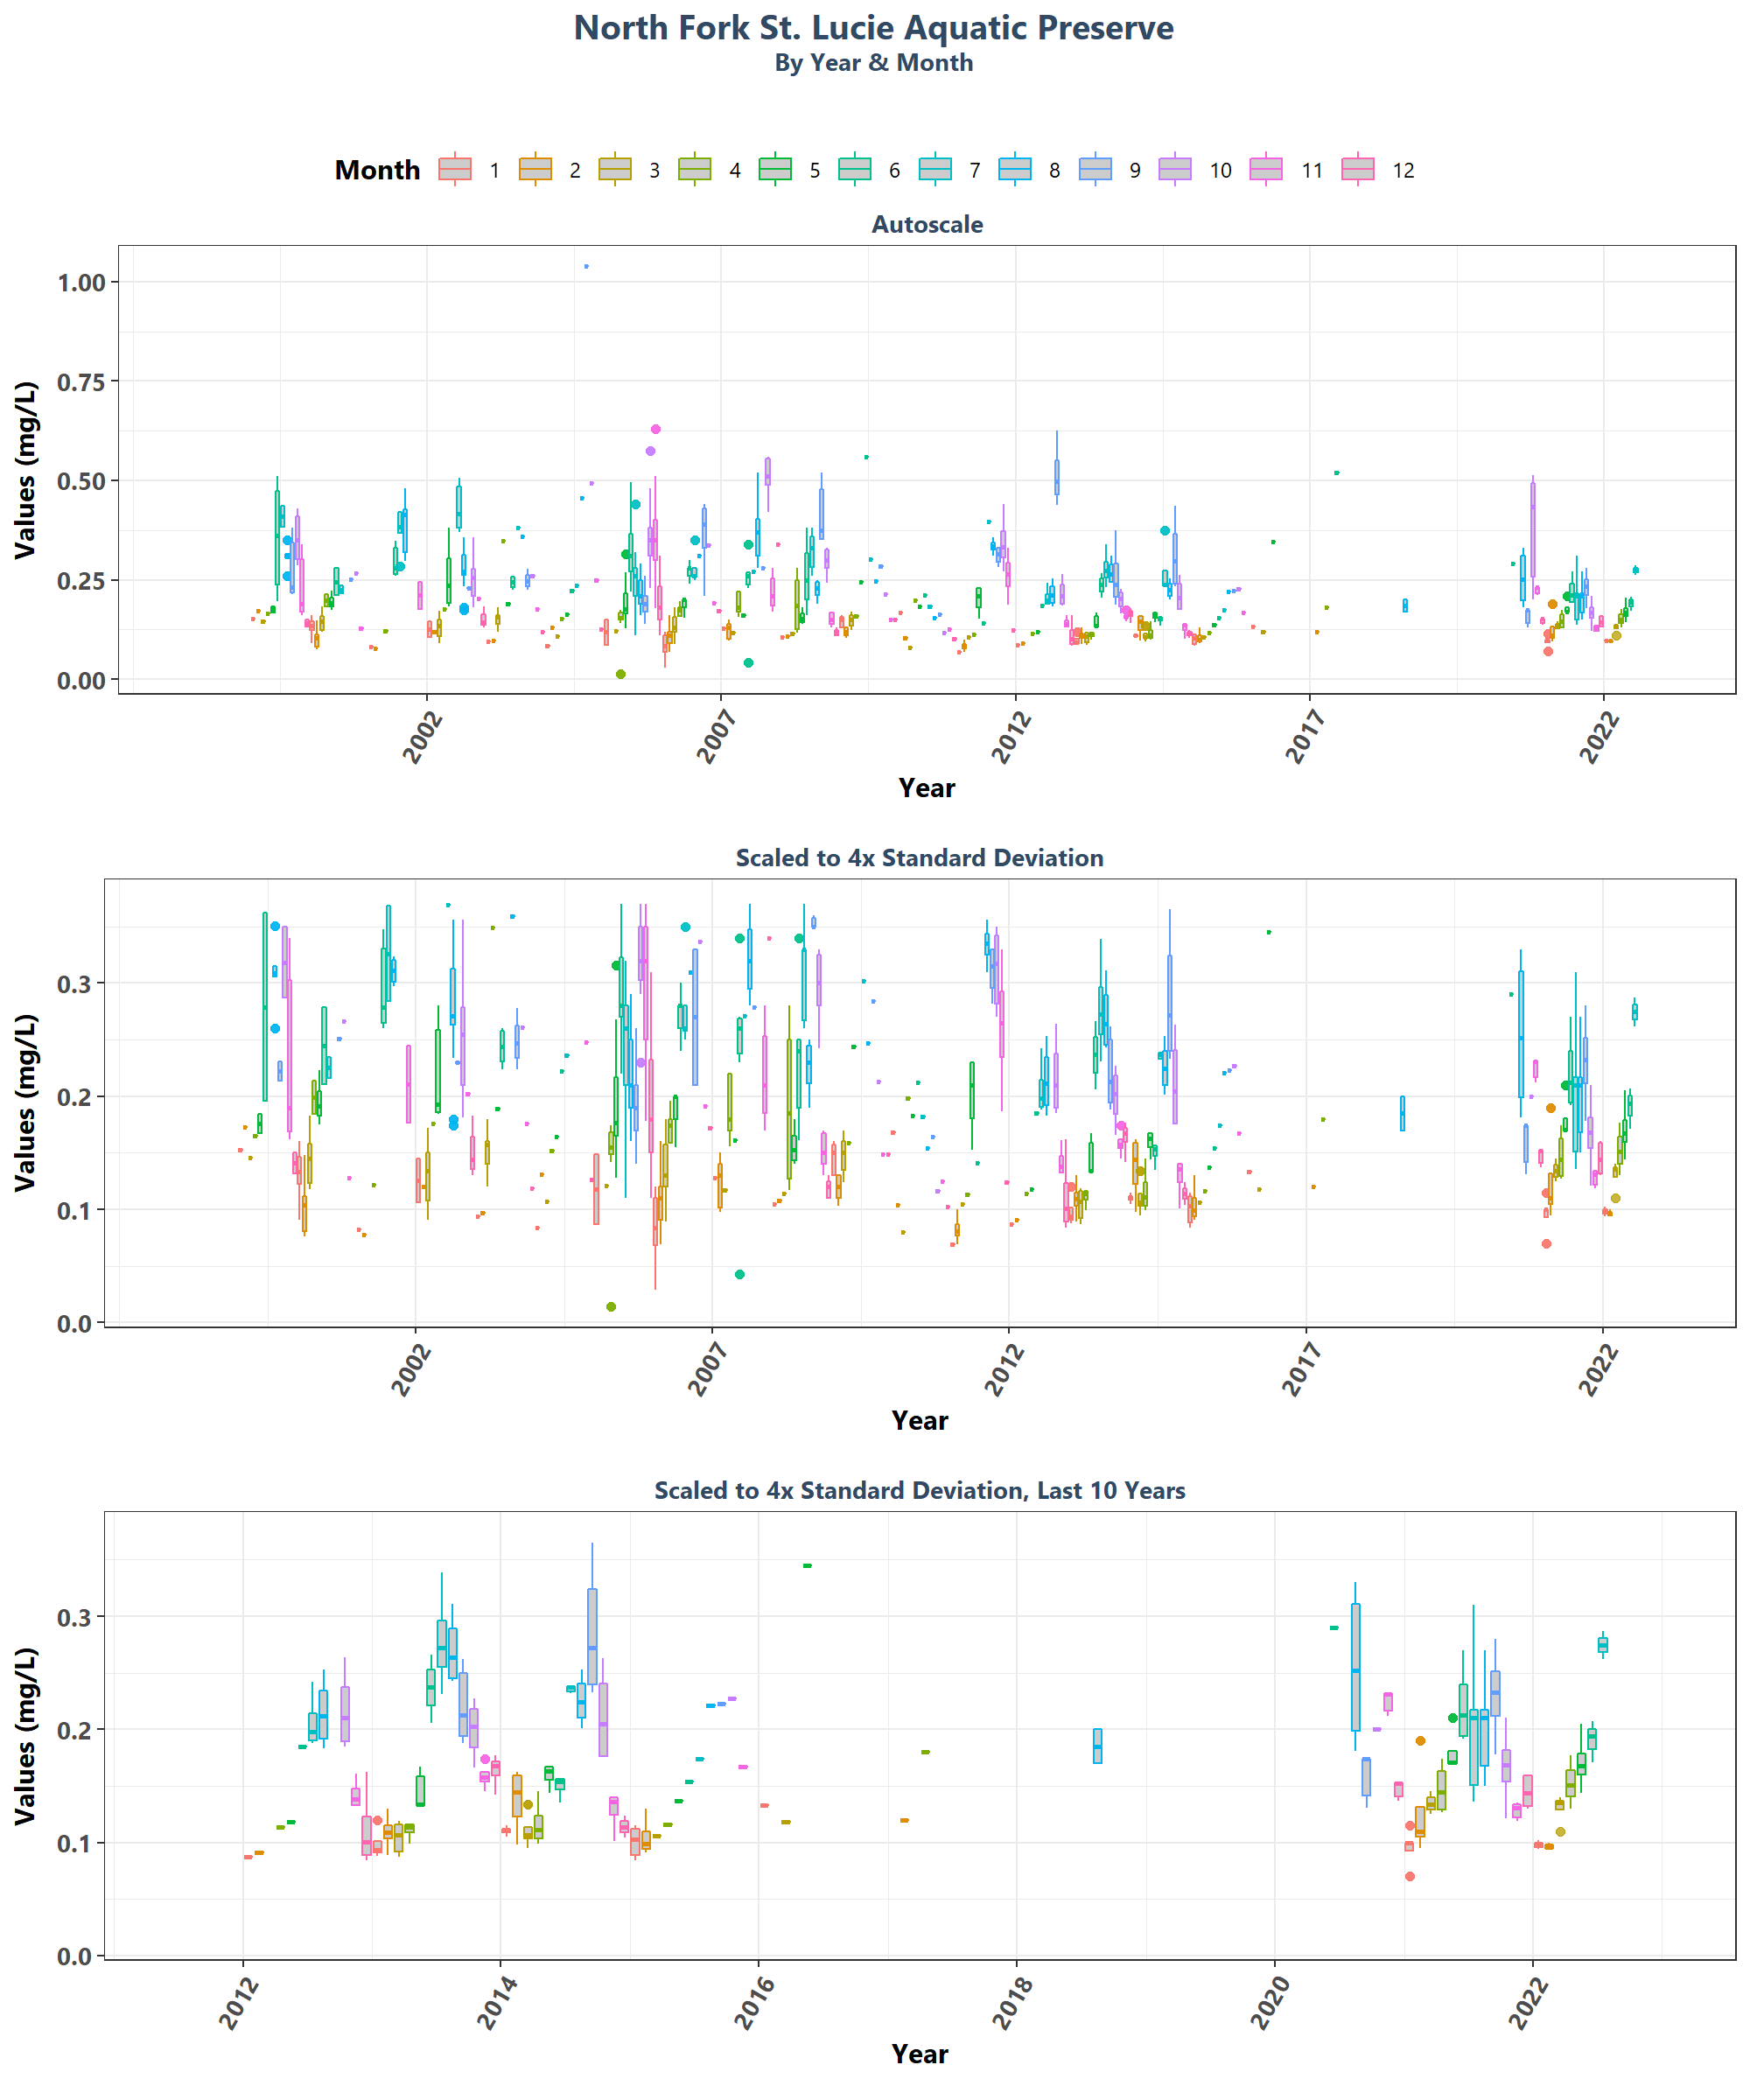 North Fork St. Lucie Aquatic Preserve
By Year & Month
Month 1 2 3 4 5 6 7 8 9 10 11 12
Autoscale
Values (mg/L)
1.00
0.75
0.50
0.25
0.00
2002 2007 2012 2017 2022
Year
Scaled to 4x Standard Deviation
Values (mg/L)
0.3
0.2
0.1
0.0
2002 2007 2012 2017 2022
Year
Scaled to 4x Standard Deviation, Last 10 Years
Values (mg/L)
0.3
0.2
0.1
0.0
2012 2014 2016 2018 2020 2022
Year